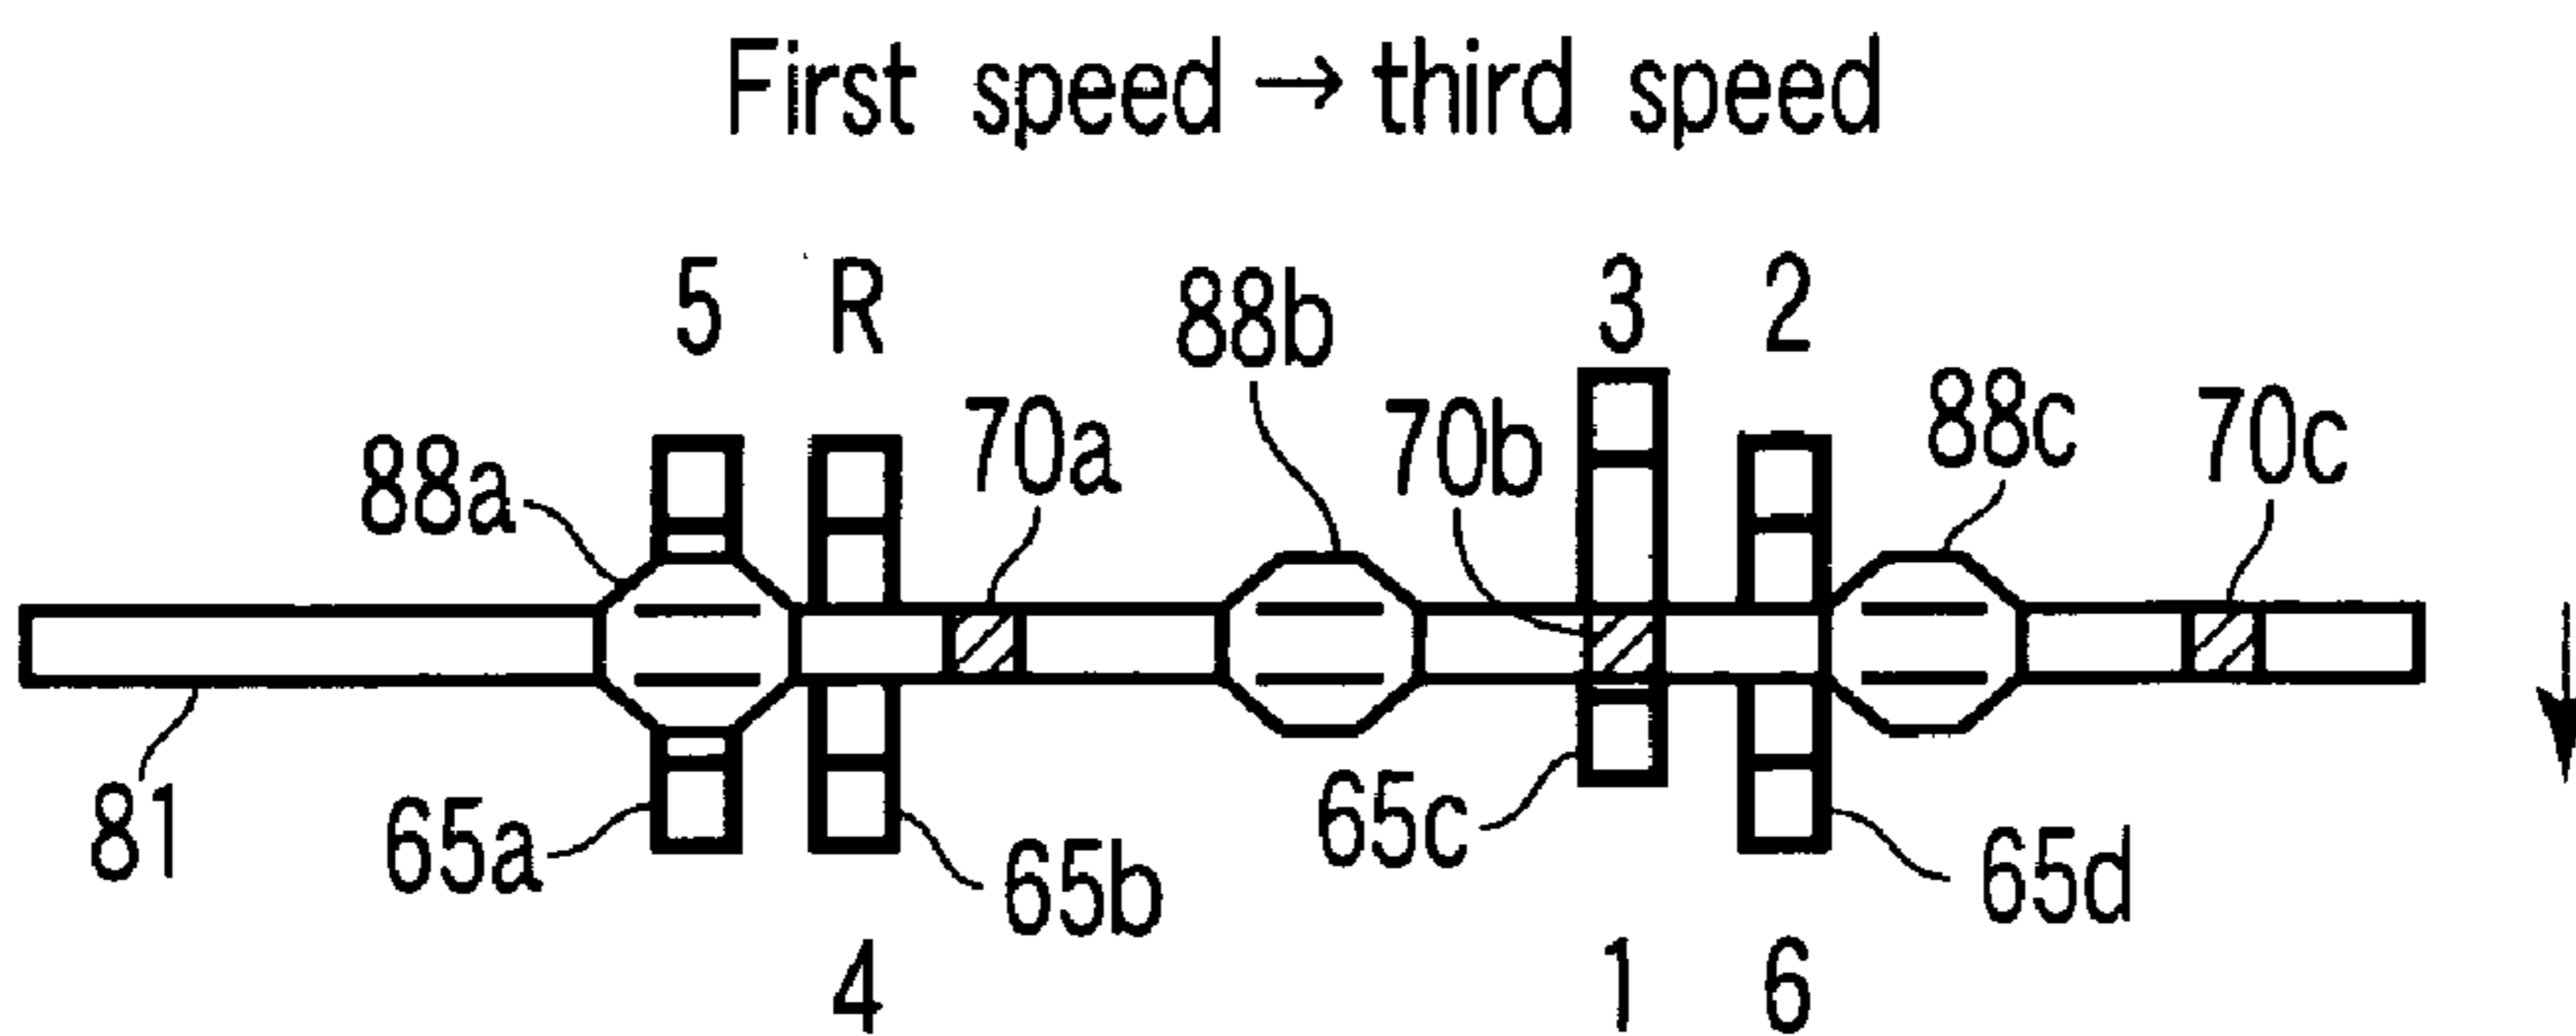 First speed → third speed
5 R 88b 3 2
88a 70a 70b 88c 70c
81 65a 65b 65c 65d
4 1 6